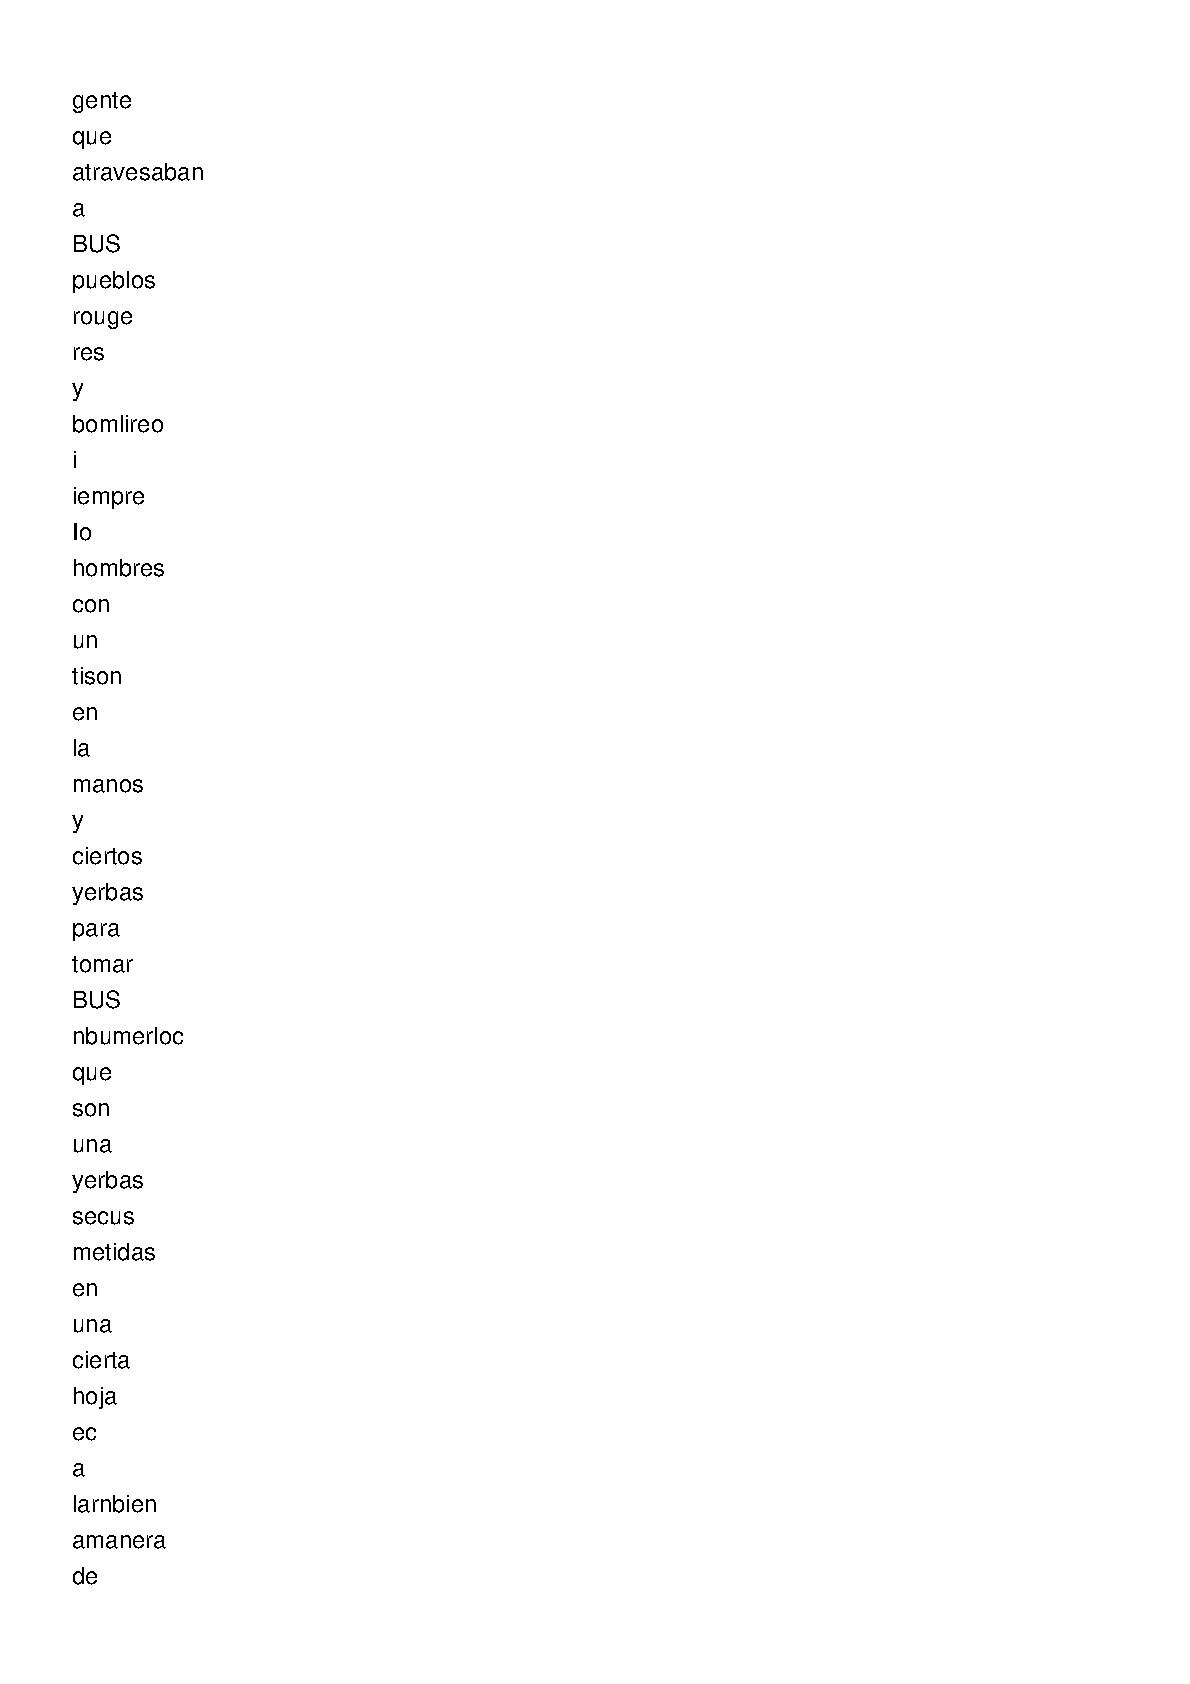 gente
que
atravesaban
a
BUS
pueblos
rouge
res
y
bomlireo
i
iempre
lo
hombres
con
un
tison
en
la
manos
y
ciertos
yerbas
para
tomar
BUS
nbumerloc
que
son
una
yerbas
secus
metidas
en
una
cierta
hoja
ec
a
larnbien
amanera
de